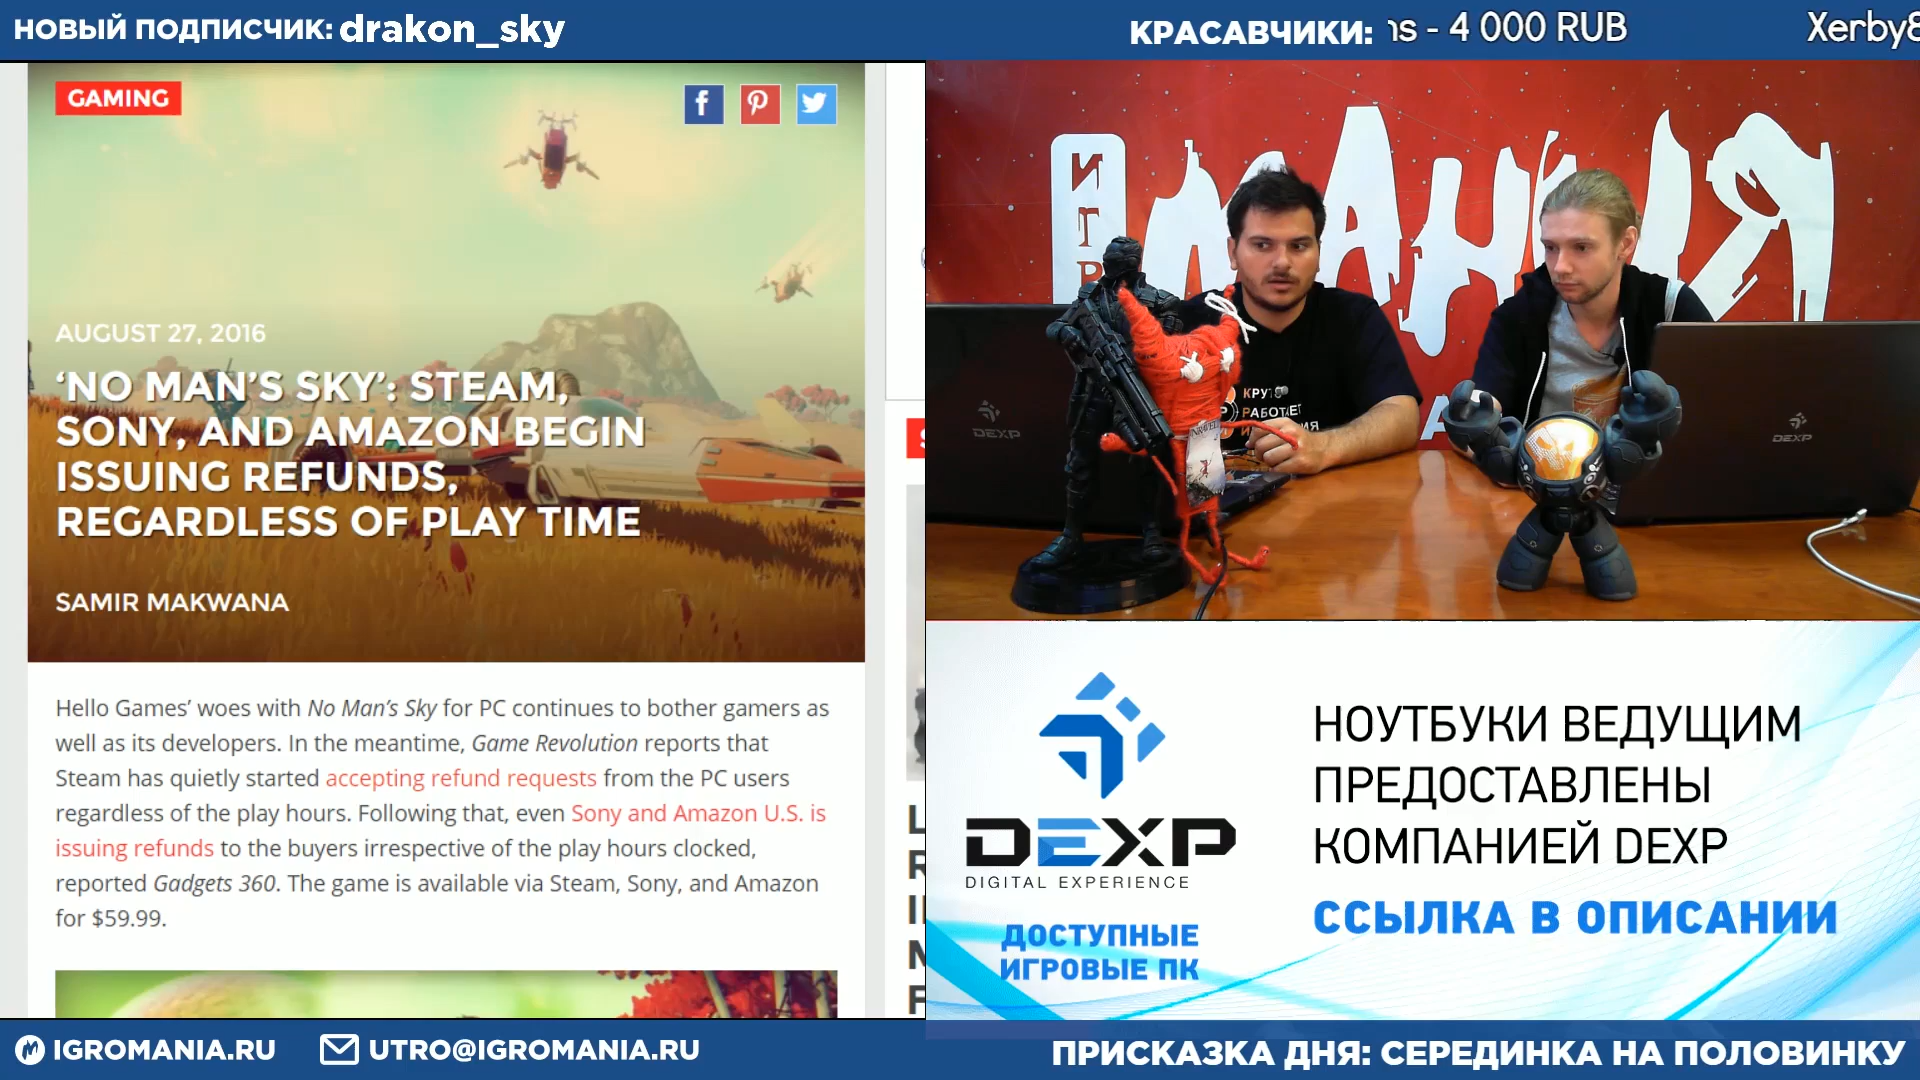 НОВЫЙ ПОДПИСЧИК: drakon_sky
КРАСАВЧИКИ: ns - 4 000 RUB Xerby8
GAMING
AUGUST 27, 2016
‘NO MAN’S SKY’: STEAM,
SONY, AND AMAZON BEGIN
ISSUING REFUNDS,
REGARDLESS OF PLAY TIME
SAMIR MAKWANA
Hello Games’ woes with No Man’s Sky for PC continues to bother gamers as
well as its developers. In the meantime, Game Revolution reports that
Steam has quietly started accepting refund requests from the PC users
regardless of the play hours. Following that, even Sony and Amazon U.S. is
issuing refunds to the buyers irrespective of the play hours clocked,
reported Gadgets 360. The game is available via Steam, Sony, and Amazon
for $59.99.
DEXP
DEXP
DEXP
DIGITAL EXPERIENCE
ДОСТУПНЫЕ
ИГРОВЫЕ ПК
НОУТБУКИ ВЕДУЩИМ
ПРЕДОСТАВЛЕНЫ
КОМПАНИЕЙ DEXP
ССЫЛКА В ОПИСАНИИ
IGROMANIA.RU
UTRO@IGROMANIA.RU
ПРИСКАЗКА ДНЯ: СЕРЕДИНКА НА ПОЛОВИНКУ